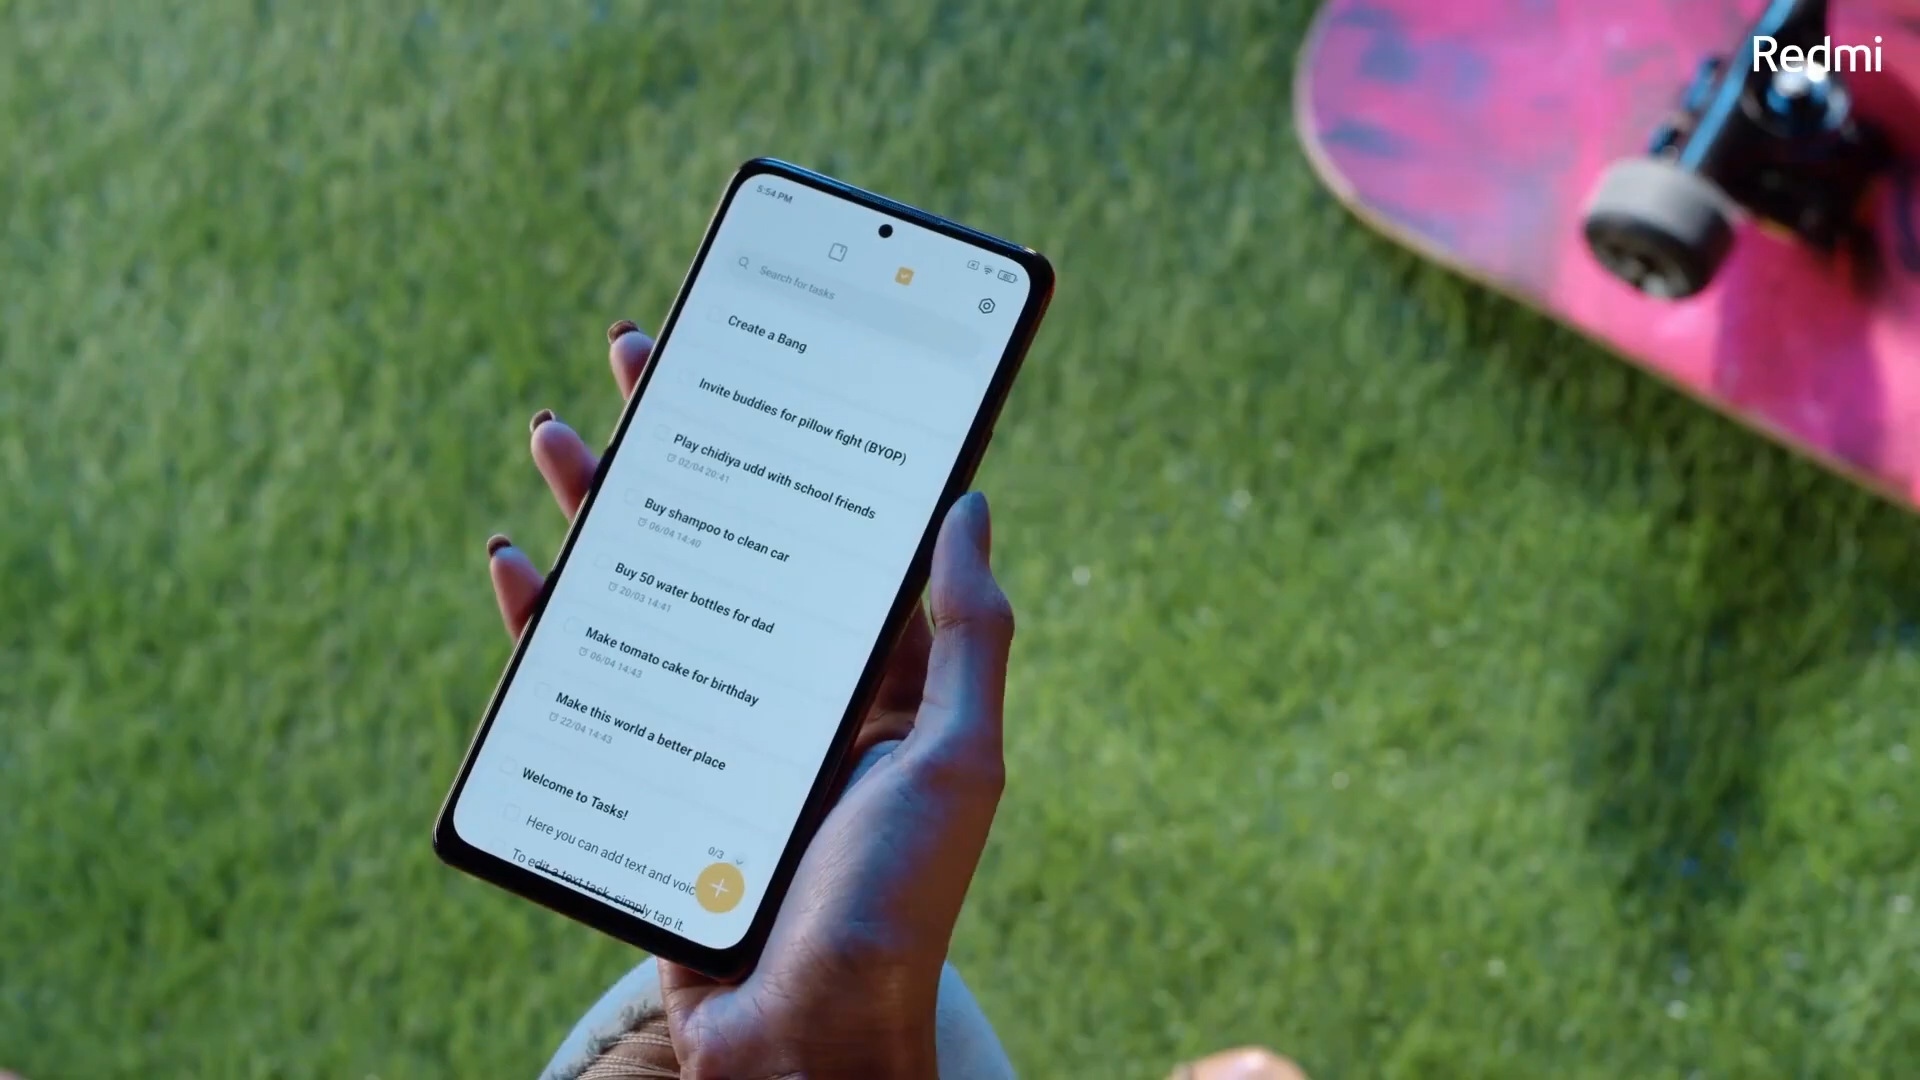 Redmi
5:54 PM
Search for tasks
Create a Bang
Invite buddies for pillow fight (BYOP)
Play chidiya udd with school friends
02/04 20:41
Buy shampoo to clean car
06/04 14:40
Buy 50 water bottles for dad
20/03 14:41
Make tomato cake for birthday
06/04 14:43
Make this world a better place
22/04 14:43
Welcome to Tasks!
0/3
Here you can add text and voic
To edit a text task, simply tap it.